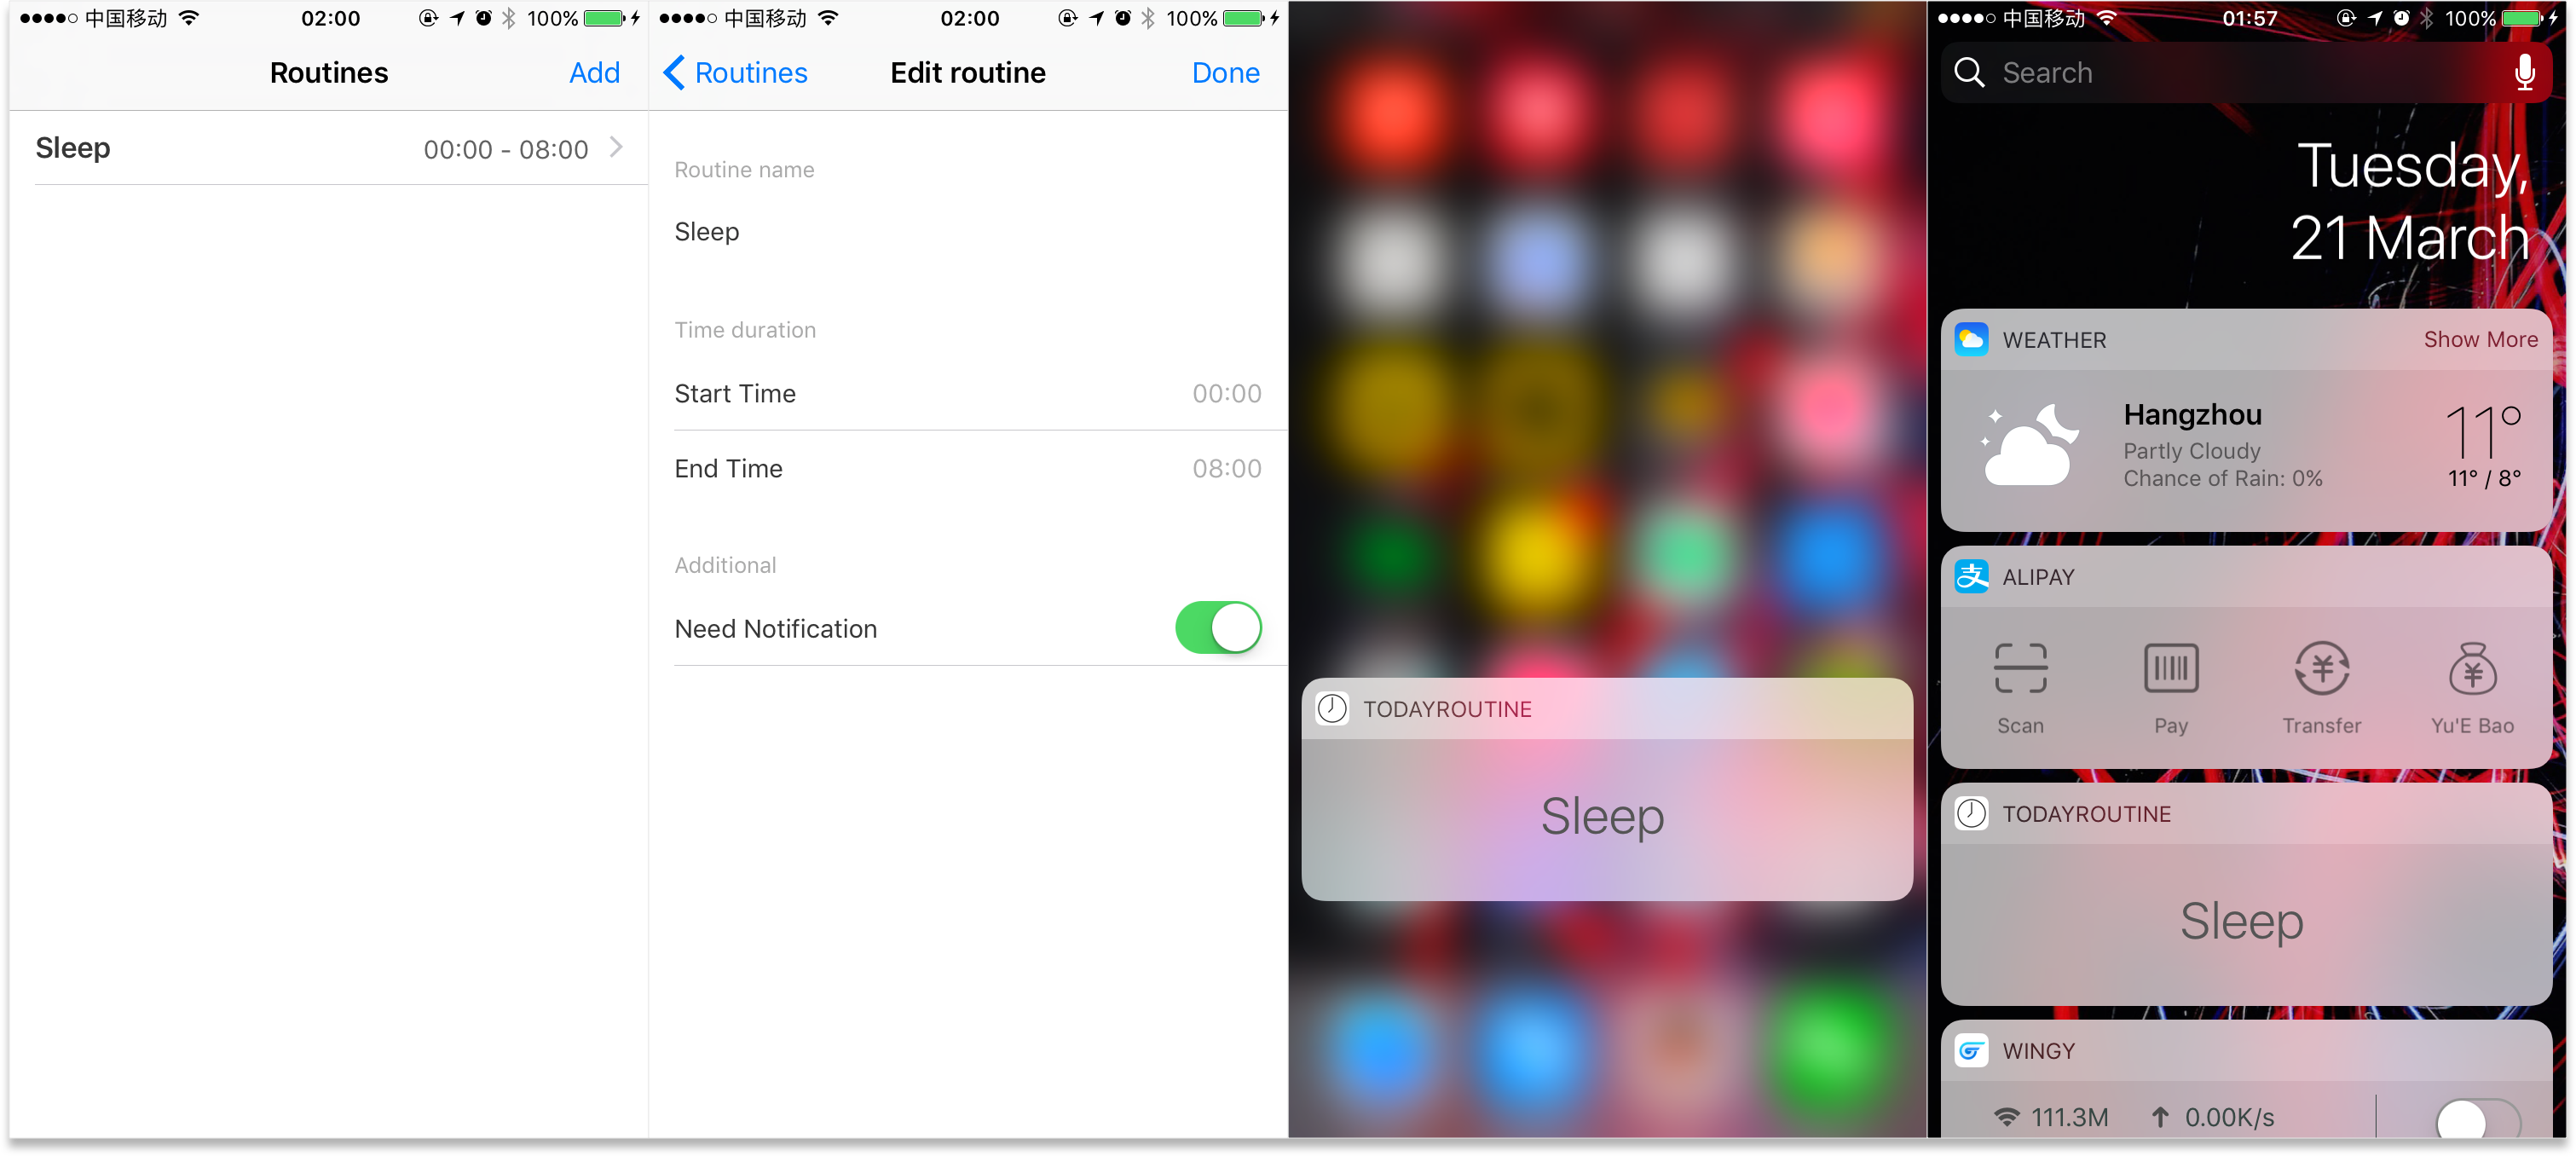 中国移动 02:00 100%
Routines Add
Sleep 00:00 - 08:00
中国移动 02:00 100%
Routines Edit routine Done
Routine name
Sleep
Time duration
Start Time 00:00
End Time 08:00
Additional
Need Notification
TODAYROUTINE
Sleep
中国移动 01:57 100%
Search
Tuesday,
21 March
WEATHER Show More
Hangzhou 11°
Partly Cloudy
Chance of Rain: 0% 11° / 8°
支 ALIPAY
Scan Pay Transfer Yu'E Bao
TODAYROUTINE
Sleep
WINGY
111.3M 0.00K/s